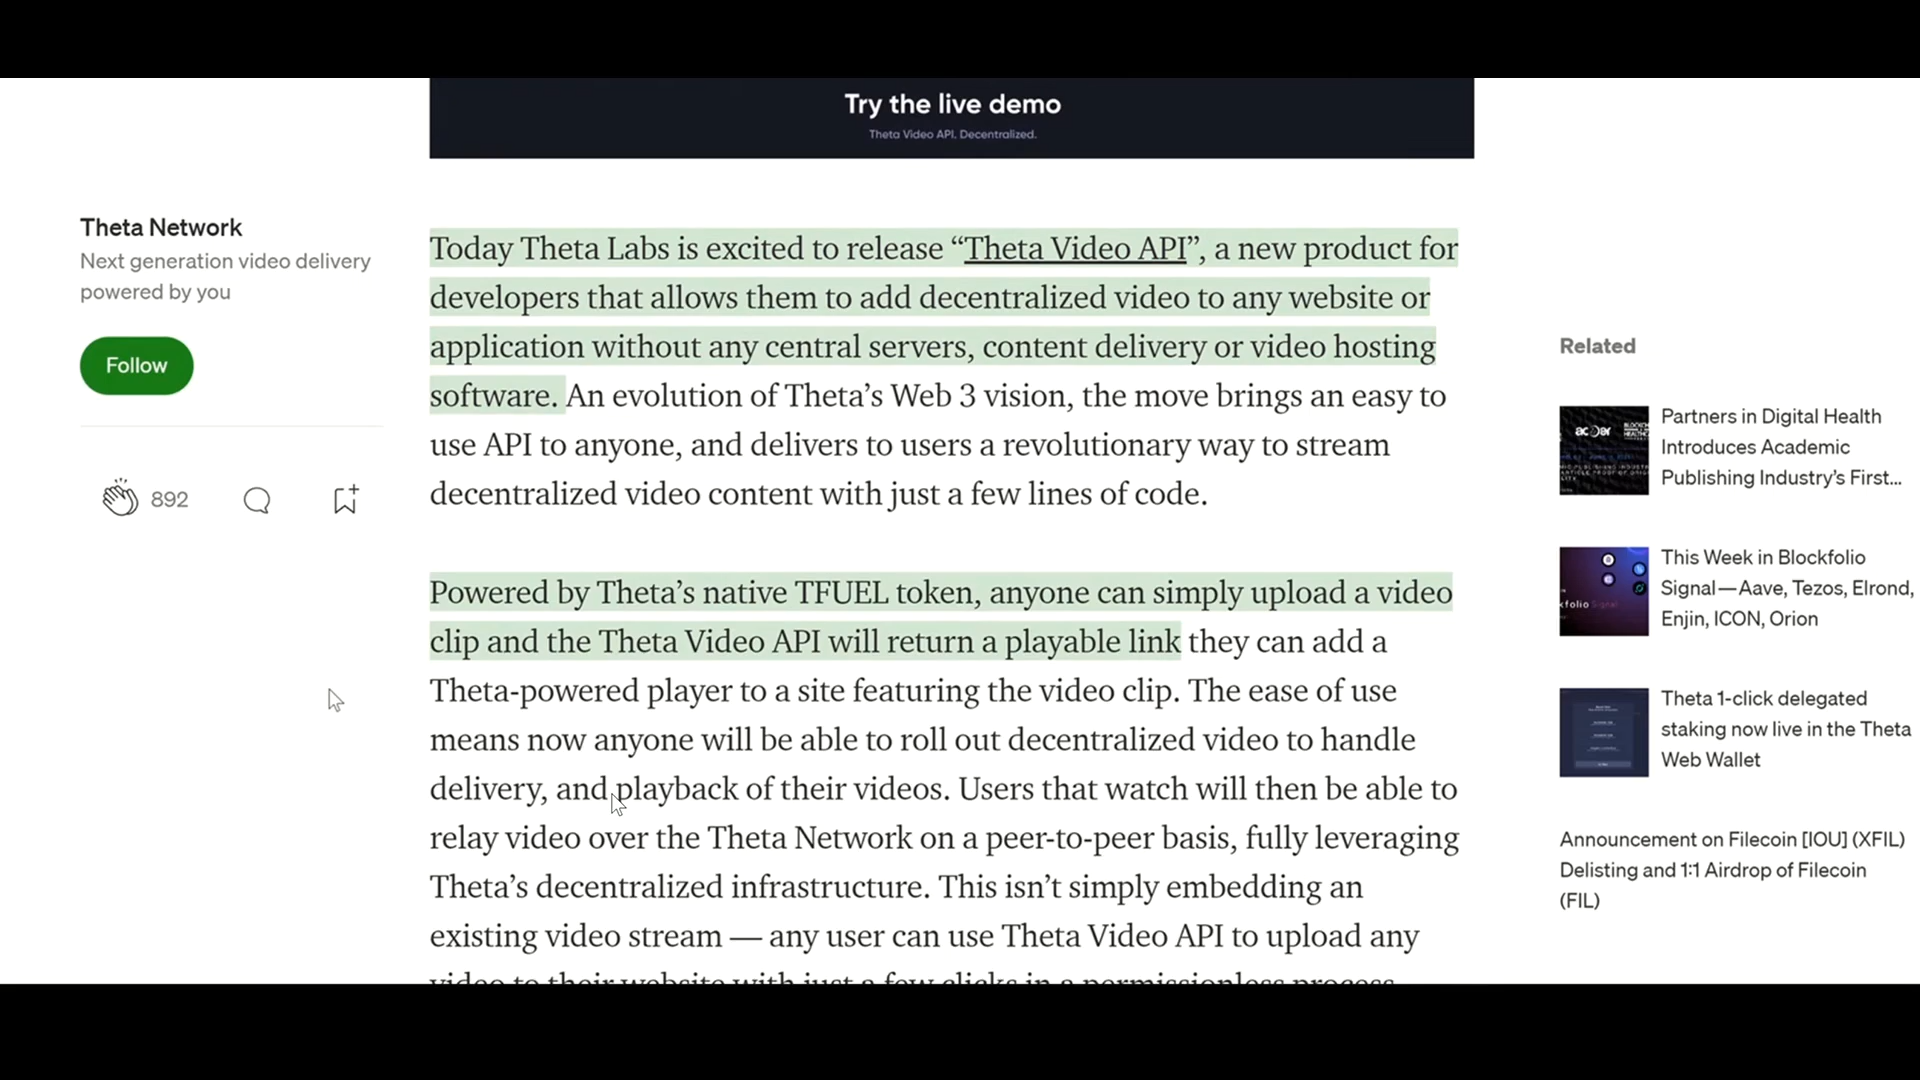 Try the live demo
Theta Video API. Decentralized.
Theta Network
Next generation video delivery
powered by you
Follow
892
Today Theta Labs is excited to release “Theta Video API”, a new product for
developers that allows them to add decentralized video to any website or
application without any central servers, content delivery or video hosting
software. An evolution of Theta’s Web 3 vision, the move brings an easy to
use API to anyone, and delivers to users a revolutionary way to stream
decentralized video content with just a few lines of code.
Powered by Theta’s native TFUEL token, anyone can simply upload a video
clip and the Theta Video API will return a playable link they can add a
Theta-powered player to a site featuring the video clip. The ease of use
means now anyone will be able to roll out decentralized video to handle
delivery, and playback of their videos. Users that watch will then be able to
relay video over the Theta Network on a peer-to-peer basis, fully leveraging
Theta’s decentralized infrastructure. This isn’t simply embedding an
existing video stream — any user can use Theta Video API to upload any
video to their website with just a few clicks in a permissionless process.
Related
Partners in Digital Health
Introduces Academic
Publishing Industry’s First...
This Week in Blockfolio
Signal—Aave, Tezos, Elrond,
Enjin, ICON, Orion
Theta 1-click delegated
staking now live in the Theta
Web Wallet
Announcement on Filecoin [IOU] (XFIL)
Delisting and 1:1 Airdrop of Filecoin
(FIL)